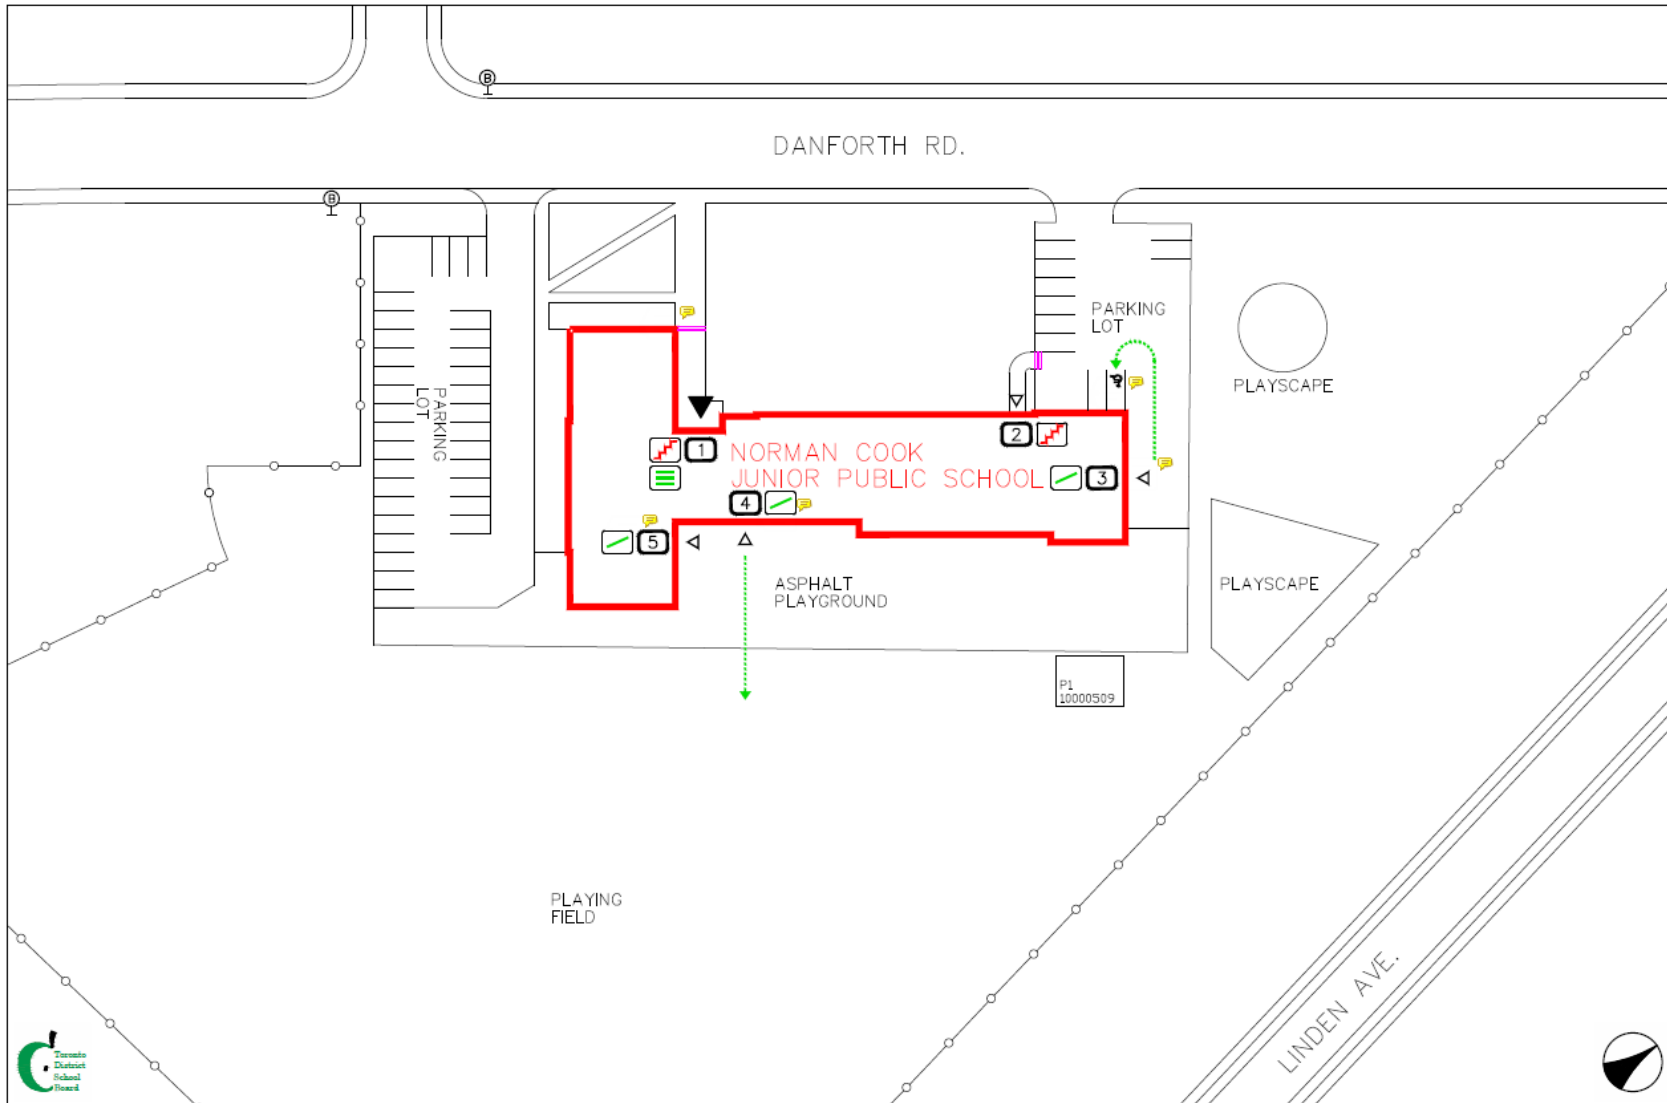 B
DANFORTH RD.
B
PARKING
LOT
PLAYSCAPE
PARKING
LOT
1
NORMAN COOK
2
JUNIOR PUBLIC SCHOOL
3
4
5
ASPHALT
PLAYGROUND
PLAYSCAPE
P1
10000509
PLAYING
FIELD
LINDEN AVE.
Toronto
District
School
Board